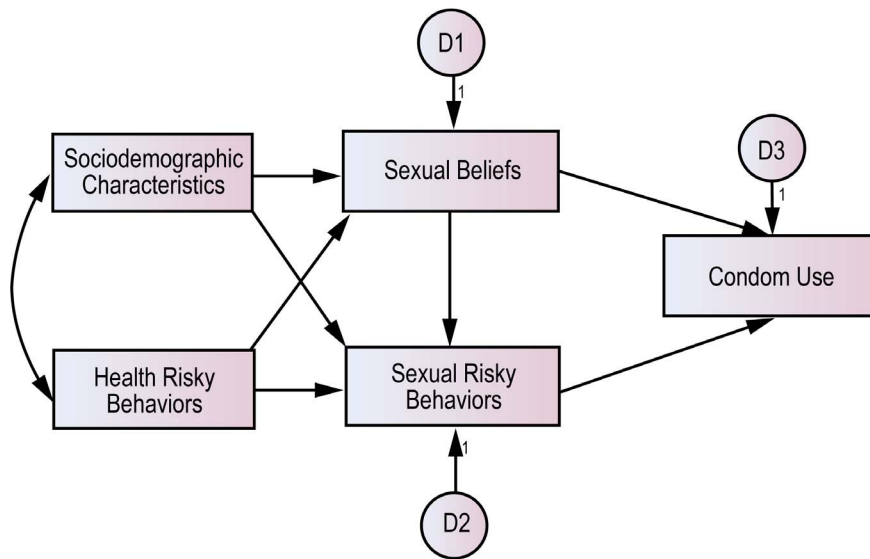 D1
1
Sociodemographic
Characteristics
Sexual Beliefs
D3
1
Condom Use
Health Risky
Behaviors
Sexual Risky
Behaviors
1
D2